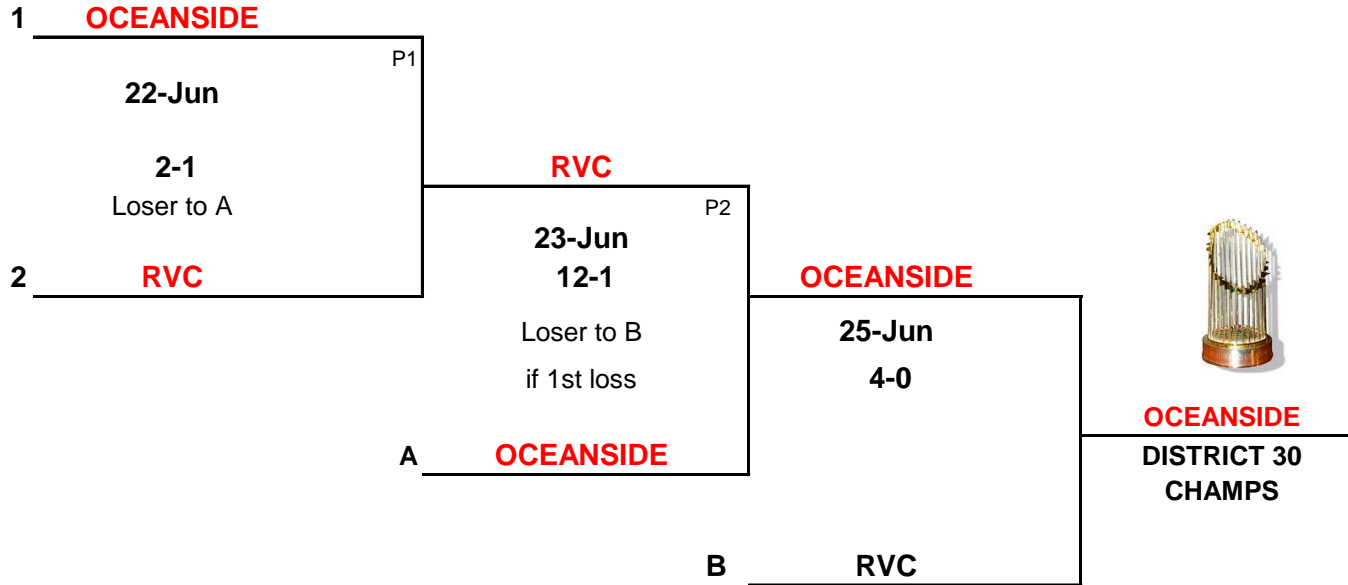 1 OCEANSIDE
P1
22-Jun
2-1
Loser to A
2 RVC
RVC
P2
23-Jun
12-1
Loser to B
if 1st loss
A OCEANSIDE
OCEANSIDE
25-Jun
4-0
B RVC
OCEANSIDE
DISTRICT 30
CHAMPS